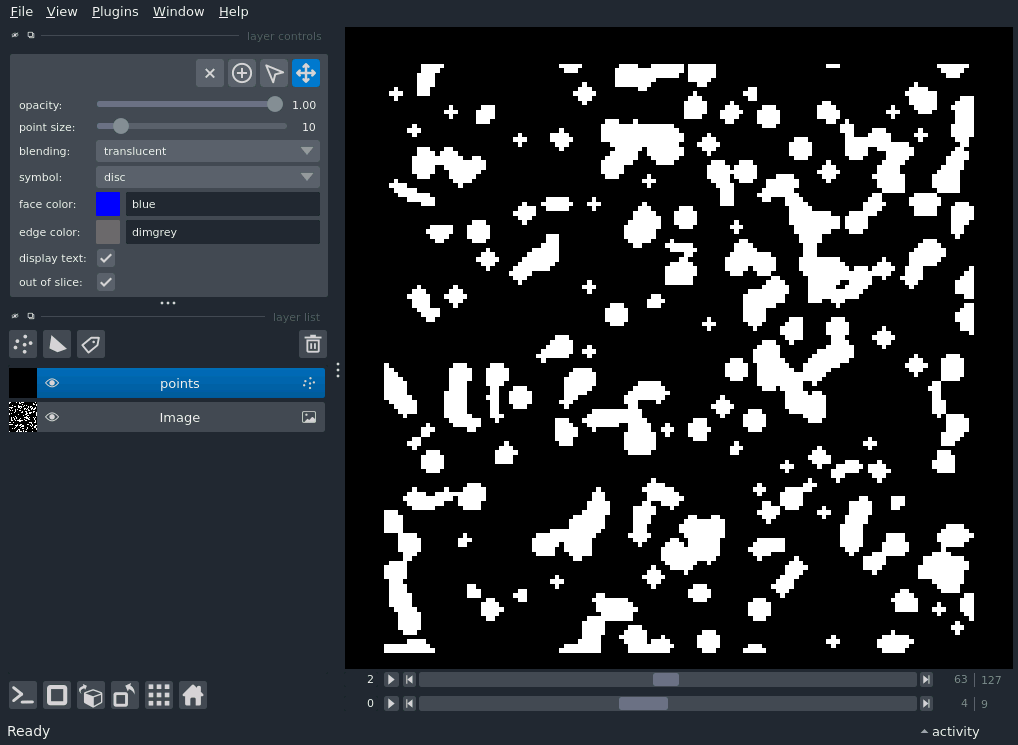 File View Plugins Window Help
layer controls
opacity: 1.00
point size: 10
blending: translucent
symbol: disc
face color: blue
edge color: dimgrey
display text:
out of slice:
layer list
points
Image
2 63 127
0 4 9
Ready activity